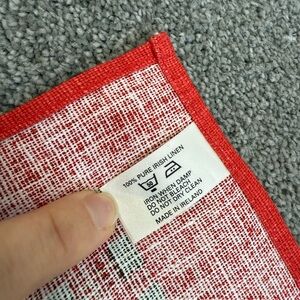 100% PURE IRISH LINEN
IRON WHEN DAMP
DO NOT BLEACH
DO NOT DRY CLEAN
MADE IN IRELAND